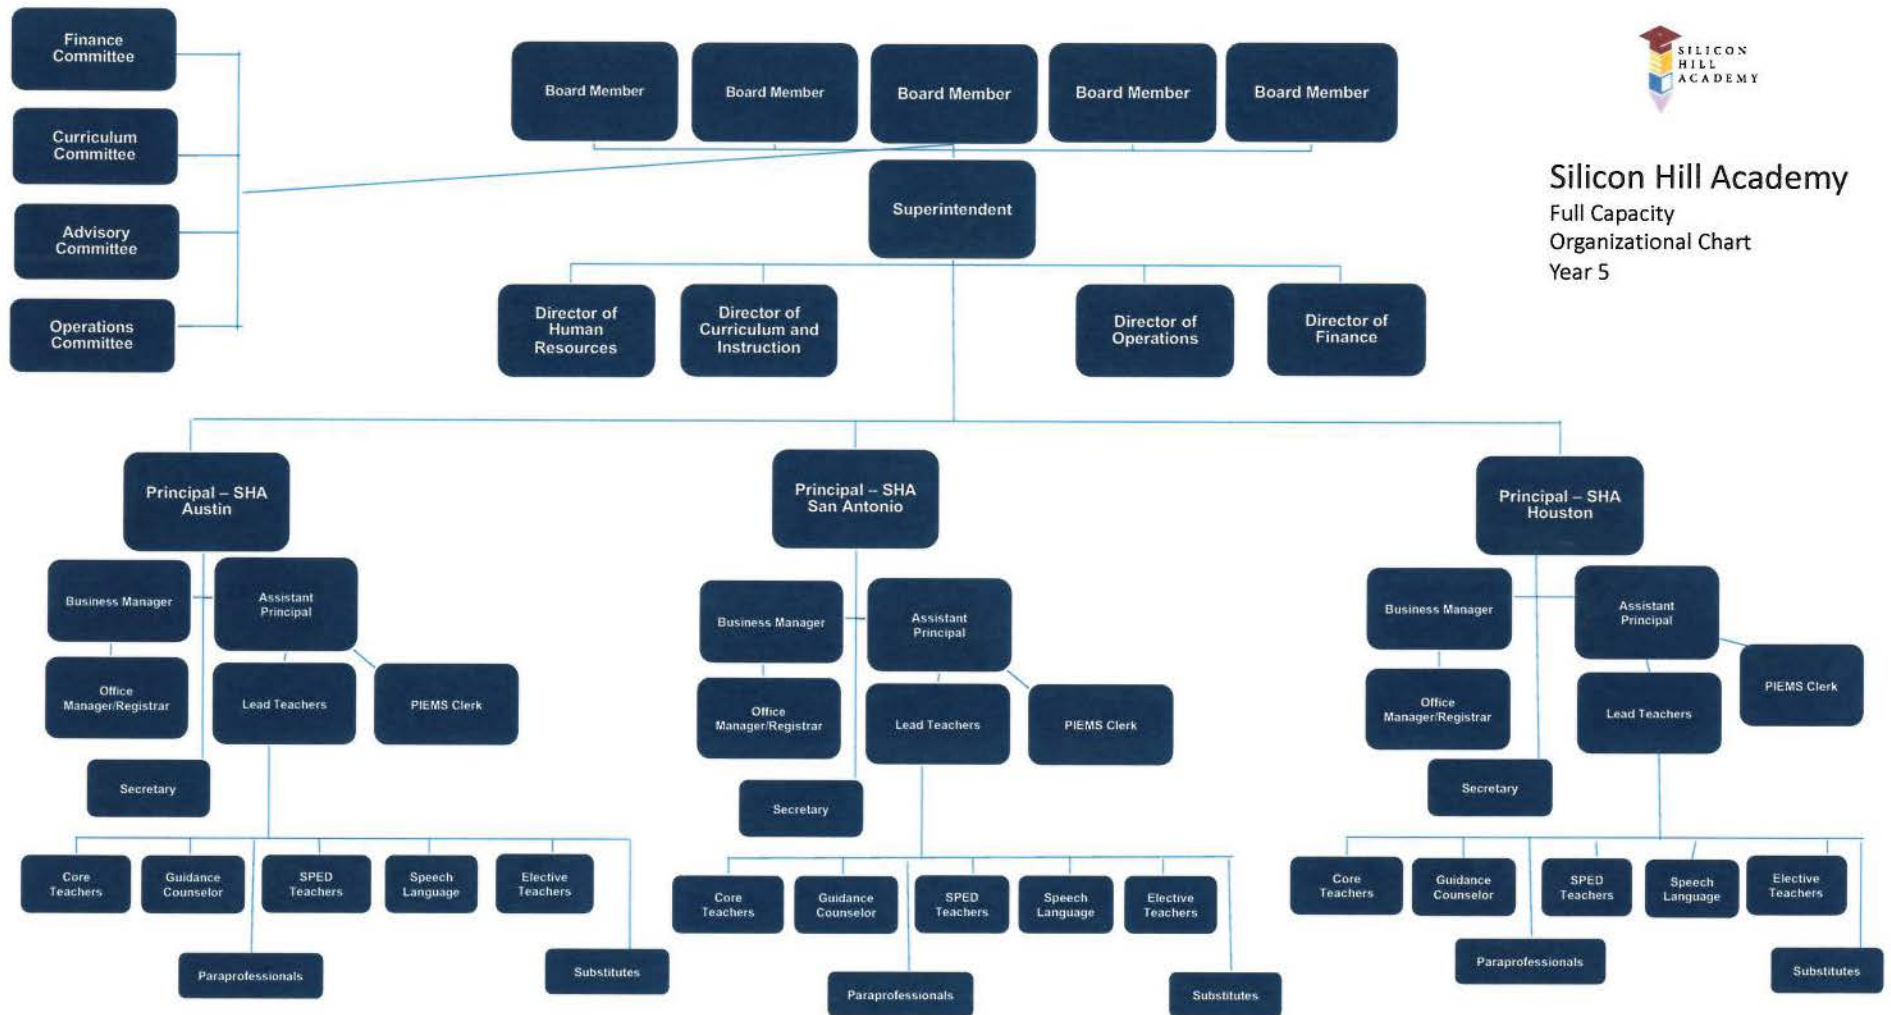 Finance
Committee
Curriculum
Committee
Advisory
Committee
Operations
Committee
Board Member
Board Member
Board Member
Board Member
Board Member
SILICON
HILL
ACADEMY
Silicon Hill Academy
Full Capacity
Organizational Chart
Year 5
Superintendent
Director of
Human
Resources
Director of
Curriculum and
Instruction
Director of
Operations
Director of
Finance
Principal – SHA
Austin
Business Manager
Assistant
Principal
Office
Manager/Registrar
Lead Teachers
PIEMS Clerk
Secretary
Core
Teachers
Guidance
Counselor
SPED
Teachers
Speech
Language
Elective
Teachers
Paraprofessionals
Substitutes
Principal – SHA
San Antonio
Business Manager
Assistant
Principal
Office
Manager/Registrar
Lead Teachers
PIEMS Clerk
Secretary
Core
Teachers
Guidance
Counselor
SPED
Teachers
Speech
Language
Elective
Teachers
Paraprofessionals
Substitutes
Principal – SHA
Houston
Business Manager
Assistant
Principal
Office
Manager/Registrar
Lead Teachers
PIEMS Clerk
Secretary
Core
Teachers
Guidance
Counselor
SPED
Teachers
Speech
Language
Elective
Teachers
Paraprofessionals
Substitutes